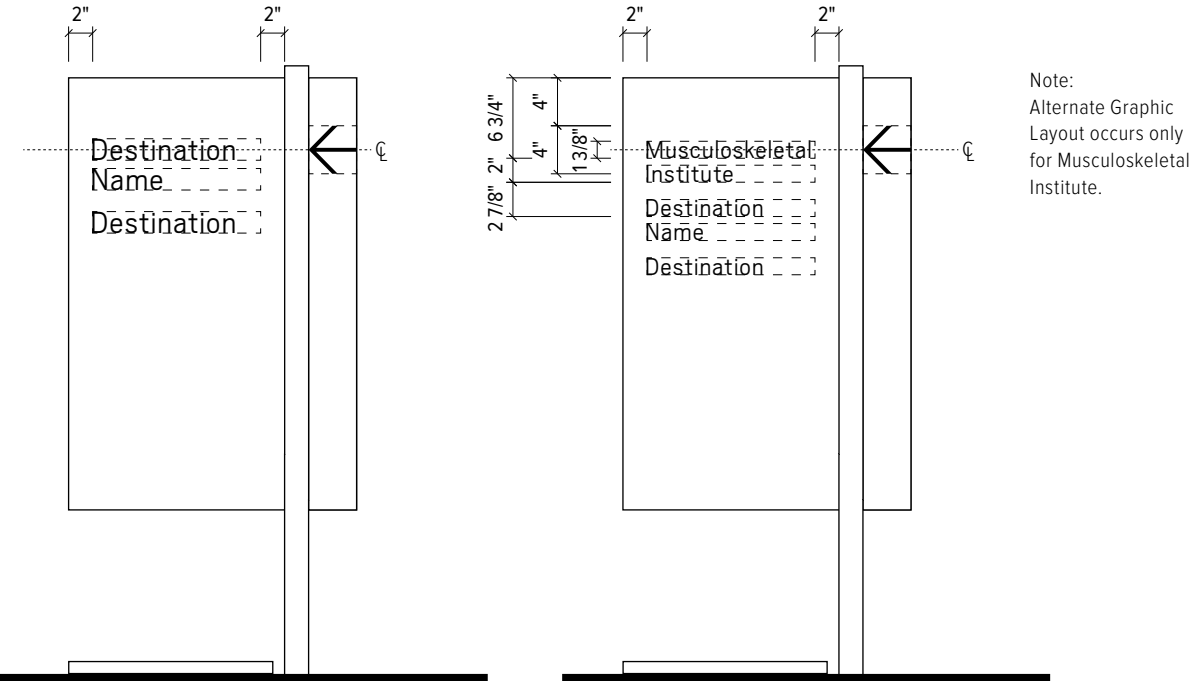 2"
2"
Destination
Name
Destination
℄
2"
2"
6 3/4"
2"
2 7/8"
4"
4"
1 3/8"
Musculoskeletal
Institute
Destination
Name
Destination
℄
Note:
Alternate Graphic
Layout occurs only
for Musculoskeletal
Institute.